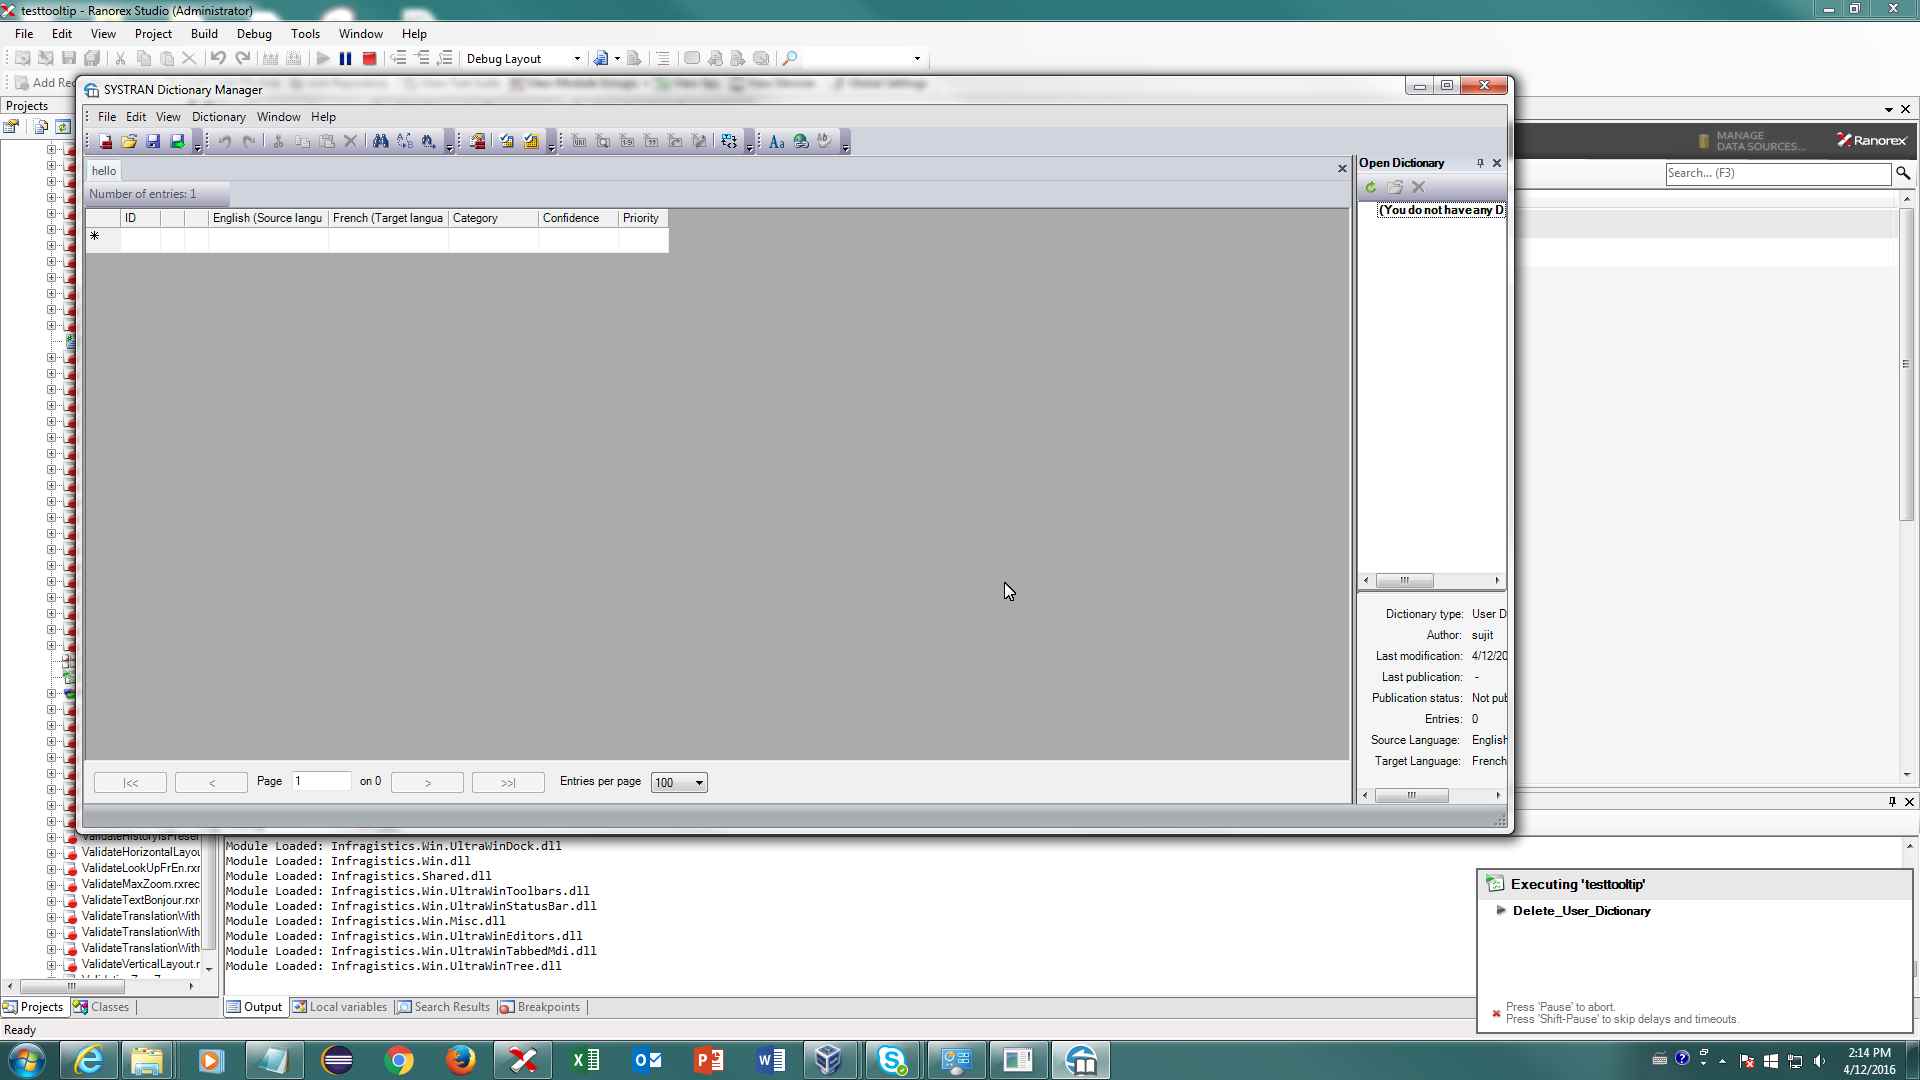 testtooltip - Ranorex Studio (Administrator)
File Edit View Project Build Debug Tools Window Help
Debug Layout
Add Rec
Projects
SYSTRAN Dictionary Manager
File Edit View Dictionary Window Help
hello
Number of entries: 1
ID English (Source langu French (Target langua Category Confidence Priority
Open Dictionary
(You do not have any D
MANAGE
DATA SOURCES...
Ranorex
Search... (F3)
Dictionary type: User D
Author: sujit
Last modification: 4/12/20
Last publication: -
Publication status: Not pub
Entries: 0
Source Language: English
Target Language: French
|<< < Page 1 on 0 > >>| Entries per page 100
ValidateHistoryIsPresen
ValidateHorizontalLayou
ValidateLookUpFrEn.rxr
ValidateMaxZoom.rxrec
ValidateTextBonjour.rxr
ValidateTranslationWith
ValidateTranslationWith
ValidateTranslationWith
ValidateVerticalLayout.r
Module Loaded: Infragistics.Win.UltraWinDock.dll
Module Loaded: Infragistics.Win.dll
Module Loaded: Infragistics.Shared.dll
Module Loaded: Infragistics.Win.UltraWinToolbars.dll
Module Loaded: Infragistics.Win.UltraWinStatusBar.dll
Module Loaded: Infragistics.Win.Misc.dll
Module Loaded: Infragistics.Win.UltraWinEditors.dll
Module Loaded: Infragistics.Win.UltraWinTabbedMdi.dll
Module Loaded: Infragistics.Win.UltraWinTree.dll
Executing 'testtooltip'
Delete_User_Dictionary
Press 'Pause' to abort.
Press 'Shift-Pause' to skip delays and timeouts.
Projects Classes
Output Local variables Search Results Breakpoints
Ready
2:14 PM
4/12/2016